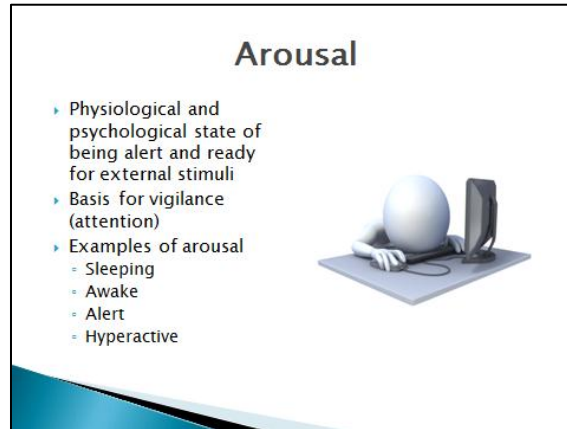 Arousal
Physiological and
psychological state of
being alert and ready
for external stimuli
Basis for vigilance
(attention)
Examples of arousal
Sleeping
Awake
Alert
Hyperactive